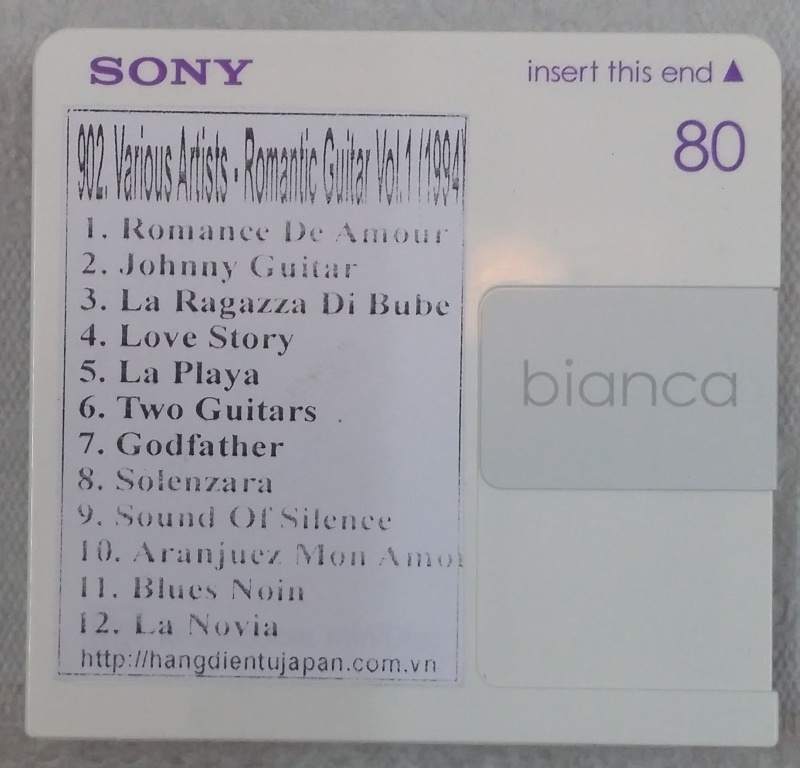 SONY
insert this end ▲
80
902. Various Artists - Romantic Guitar Vol.1 (1994)
1. Romance De Amour
2. Johnny Guitar
3. La Ragazza Di Bube
4. Love Story
5. La Playa
6. Two Guitars
7. Godfather
8. Solenzara
9. Sound Of Silence
10. Aranjuez Mon Amo
11. Blues Noin
12. La Novia
http://hangdientujapan.com.vn
bianca